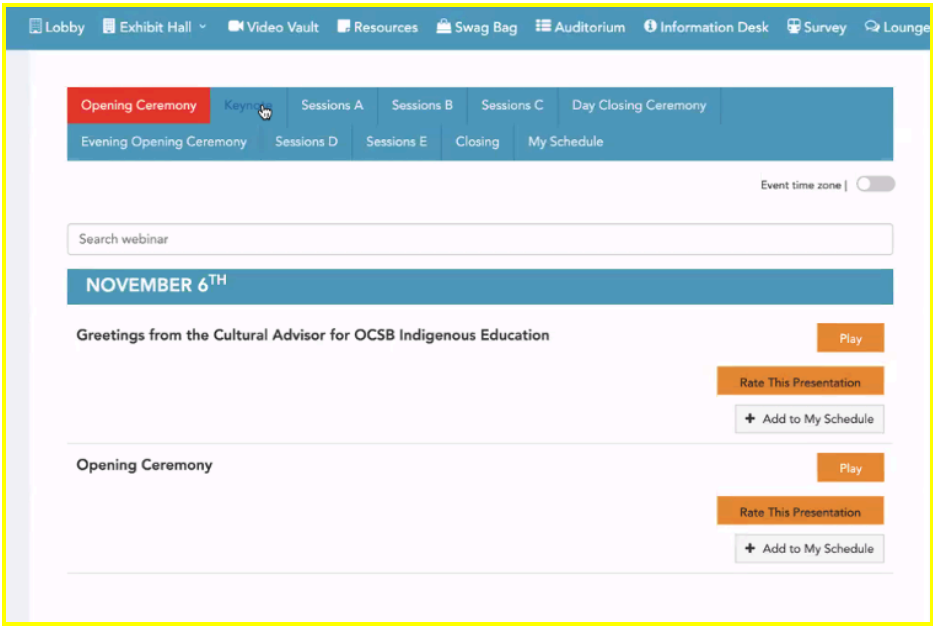 Lobby Exhibit Hall Video Vault Resources Swag Bag Auditorium Information Desk Survey Lounge
Opening Ceremony Keynote Sessions A Sessions B Sessions C Day Closing Ceremony
Evening Opening Ceremony Sessions D Sessions E Closing My Schedule
Event time zone |
Search webinar
NOVEMBER 6TH
Greetings from the Cultural Advisor for OCSB Indigenous Education
Play
Rate This Presentation
+ Add to My Schedule
Opening Ceremony
Play
Rate This Presentation
+ Add to My Schedule